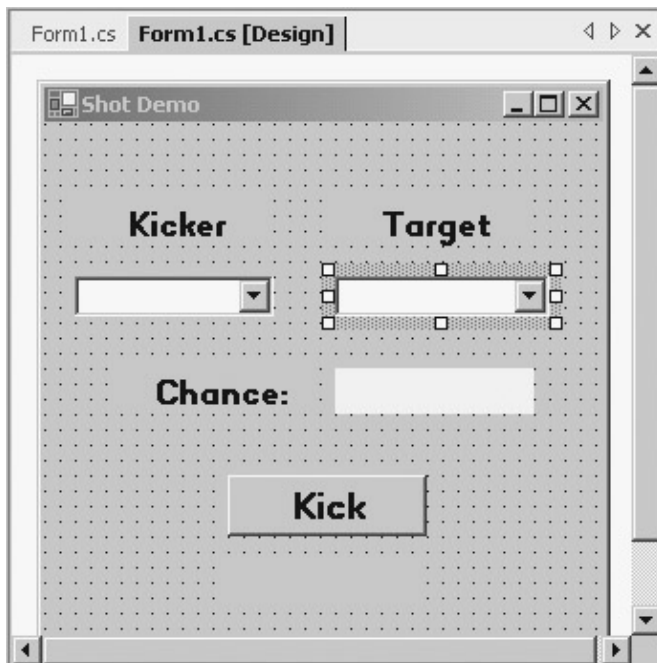 Form1.cs Form1.cs [Design]
Shot Demo
Kicker Target
Chance:
Kick